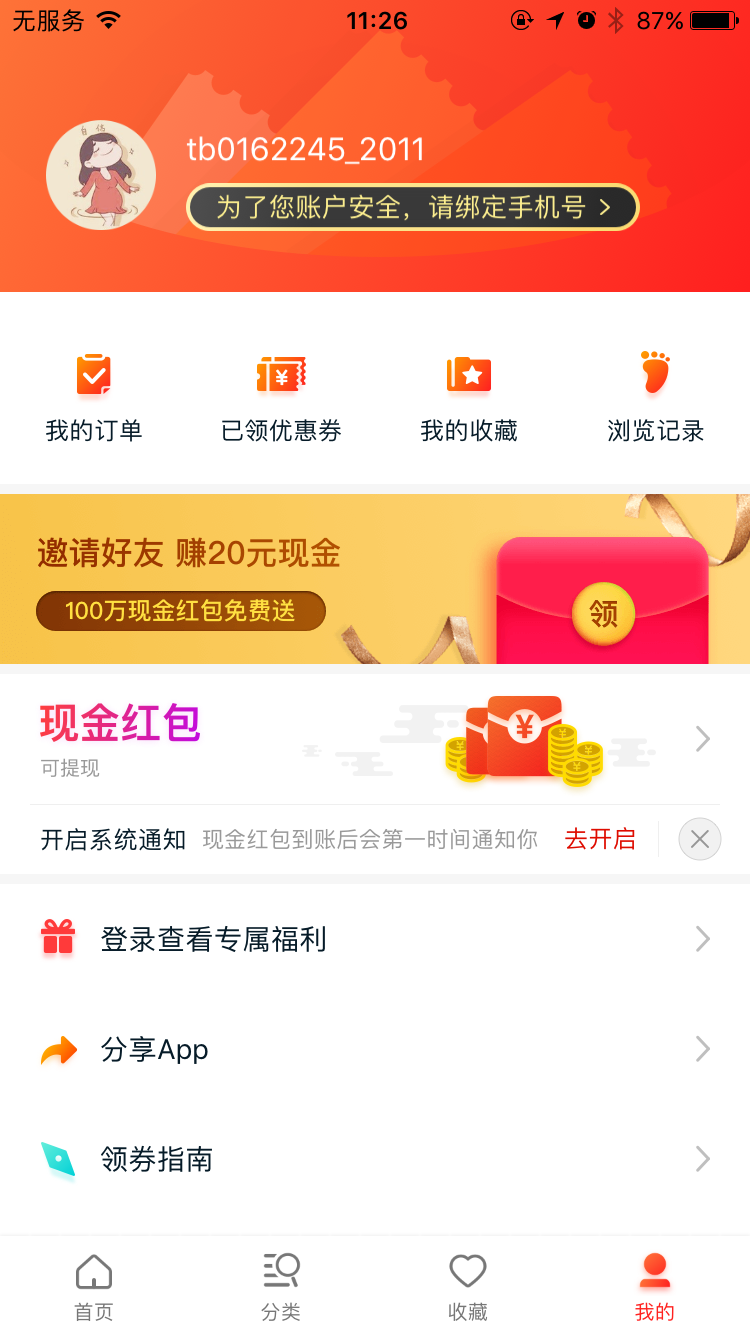 无服务 11:26 87%
自信
tb0162245_2011
为了您账户安全，请绑定手机号 >
我的订单 已领优惠券 我的收藏 浏览记录
邀请好友 赚20元现金
100万现金红包免费送
领
现金红包
可提现
开启系统通知 现金红包到账后会第一时间通知你 去开启
登录查看专属福利
分享App
领券指南
首页 分类 收藏 我的